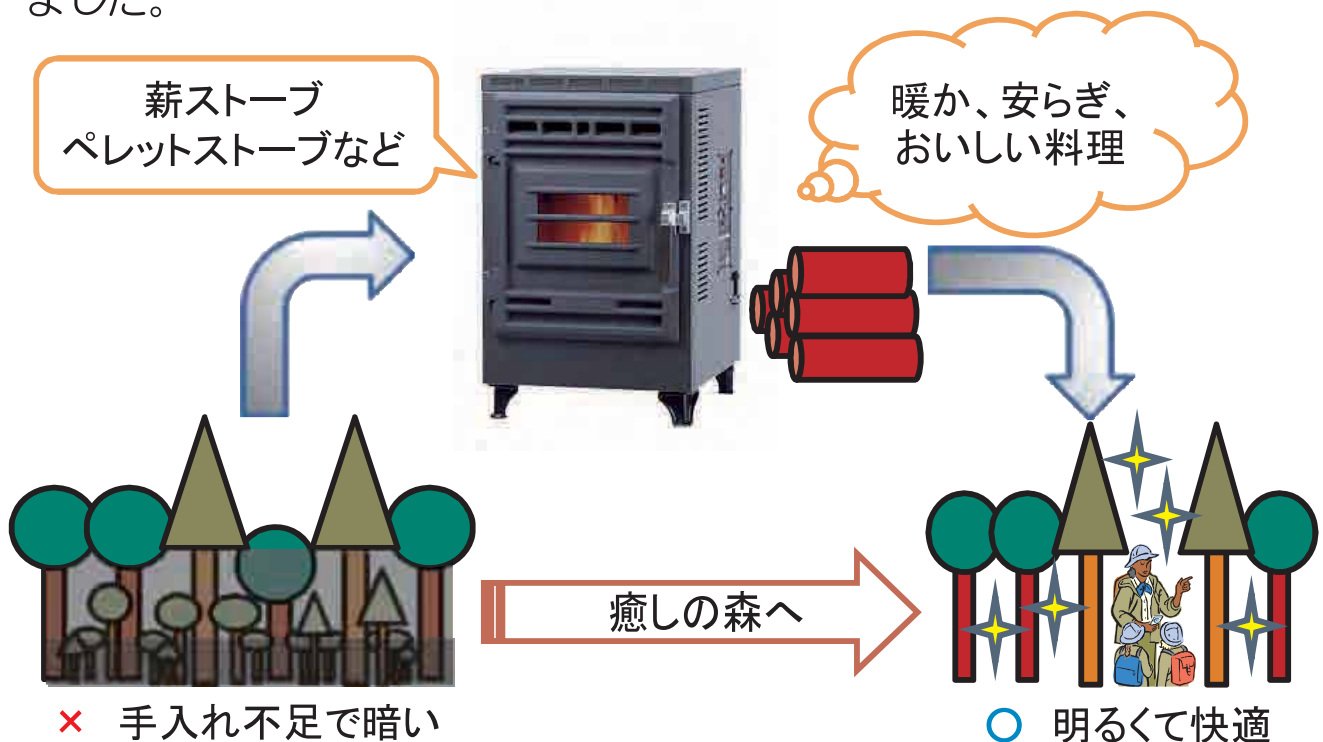 ました。
薪ストーブ
ペレットストーブなど
暖か、安らぎ、
おいしい料理
癒しの森へ
× 手入れ不足で暗い
○ 明るくて快適